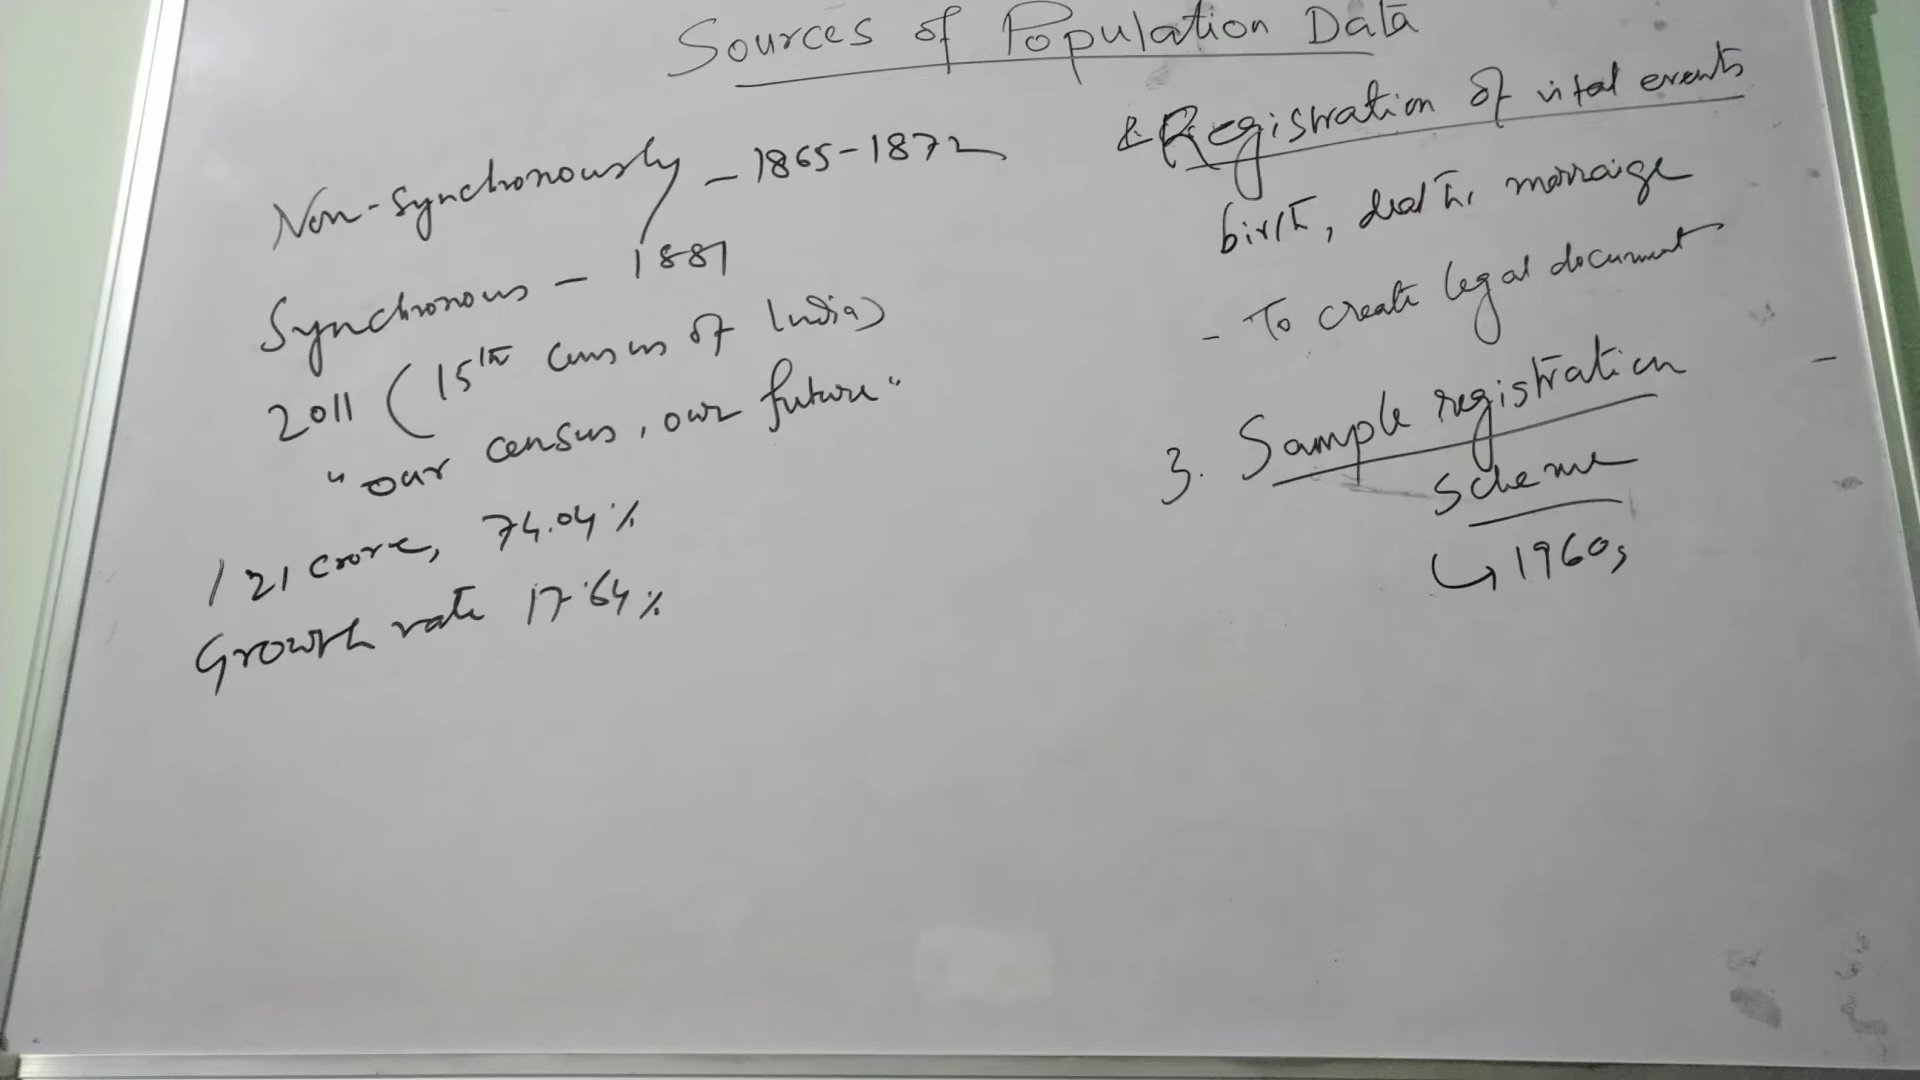 Sources of Population Data
Non-Synchronously - 1865-1872
Synchronous - 1881
2011 (15th census of India)
"our census, our future"
121 crore, 74.04%
Growth rate 17.64%
2. Registration of vital events
birth, death, marraige
- To create legal document
3. Sample registration
Scheme
↳ 1960s